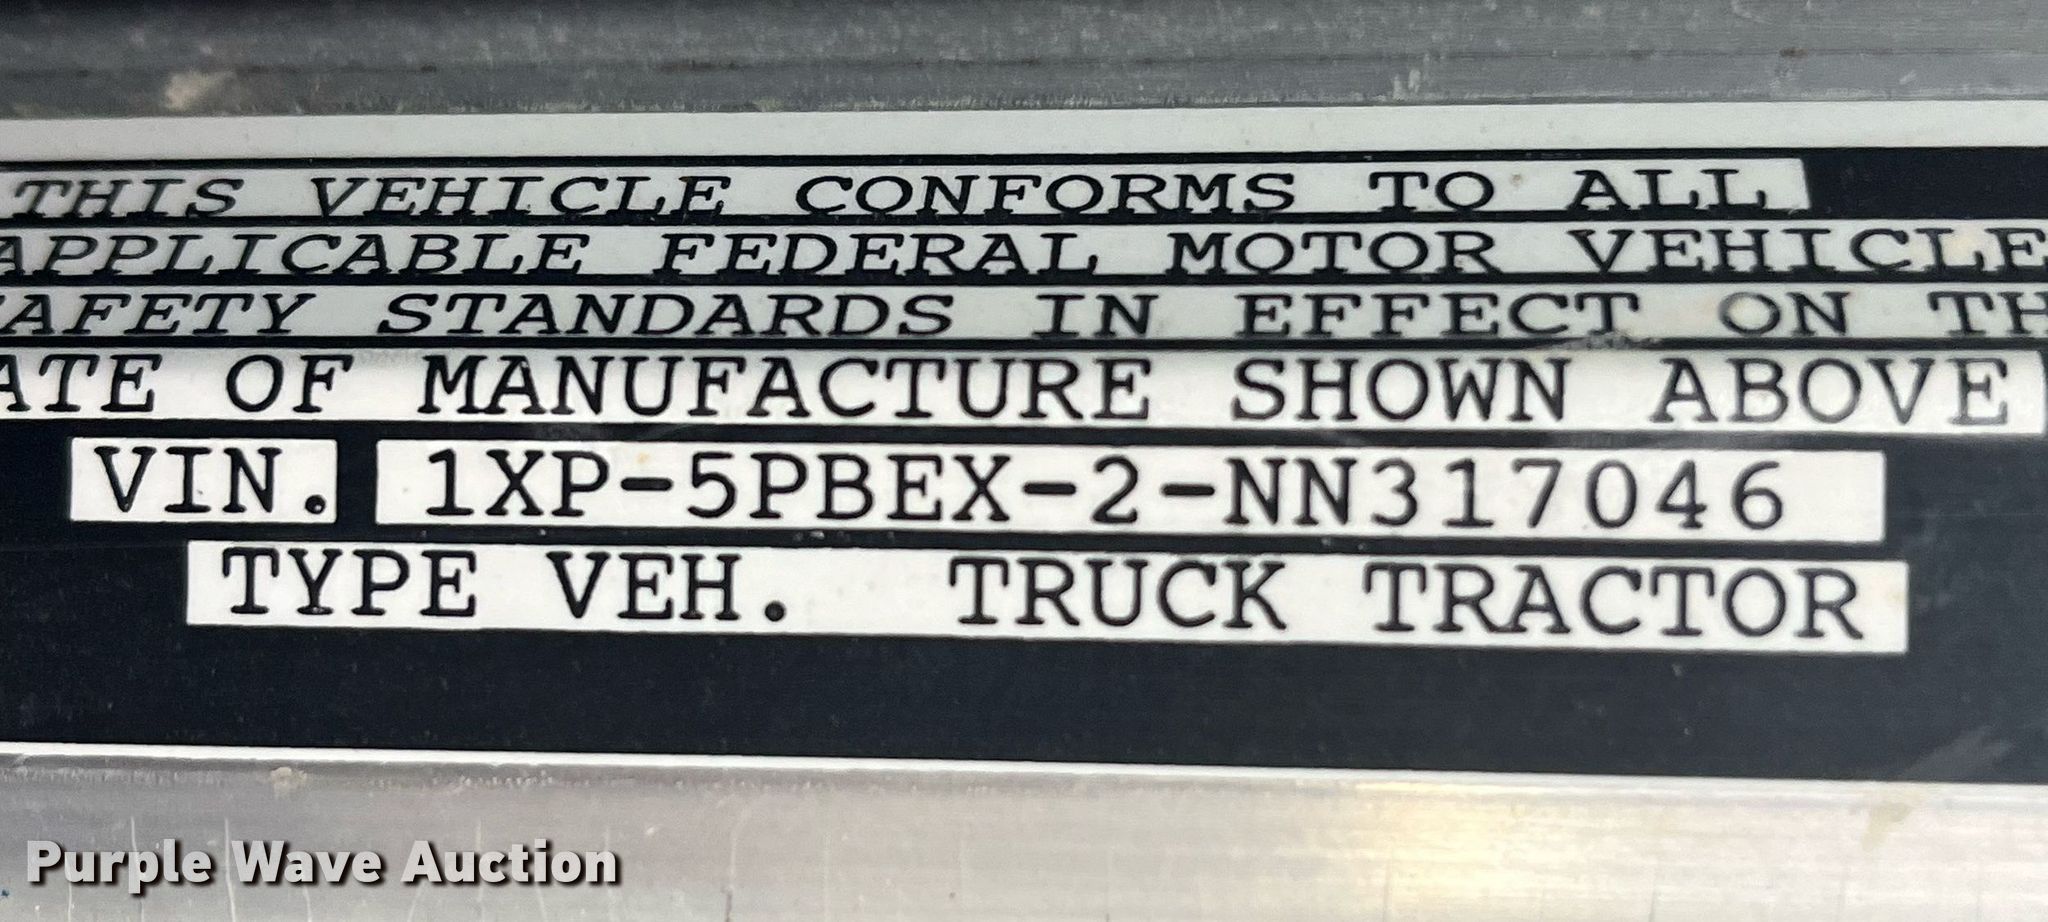 THIS VEHICLE CONFORMS TO ALL
APPLICABLE FEDERAL MOTOR VEHICLE
AFETY STANDARDS IN EFFECT ON TH
ATE OF MANUFACTURE SHOWN ABOVE
VIN. 1XP-5PBEX-2-NN317046
TYPE VEH. TRUCK TRACTOR
Purple Wave Auction